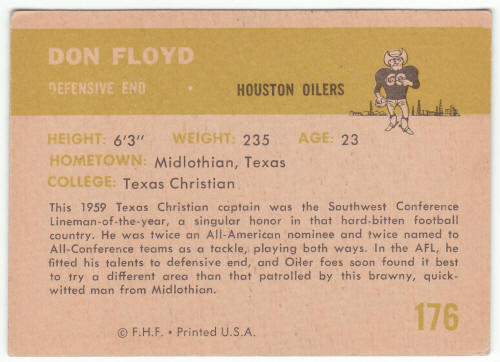 DON FLOYD
DEFENSIVE END • HOUSTON OILERS
HEIGHT: 6'3" WEIGHT: 235 AGE: 23
HOMETOWN: Midlothian, Texas
COLLEGE: Texas Christian
This 1959 Texas Christian captain was the Southwest Conference
Lineman-of-the-year, a singular honor in that hard-bitten football
country. He was twice an All-American nominee and twice named to
All-Conference teams as a tackle, playing both ways. In the AFL, he
fitted his talents to defensive end, and Oiler foes soon found it best
to try a different area than that patrolled by this brawny, quick-
witted man from Midlothian.
176
© F.H.F. • Printed U.S.A.